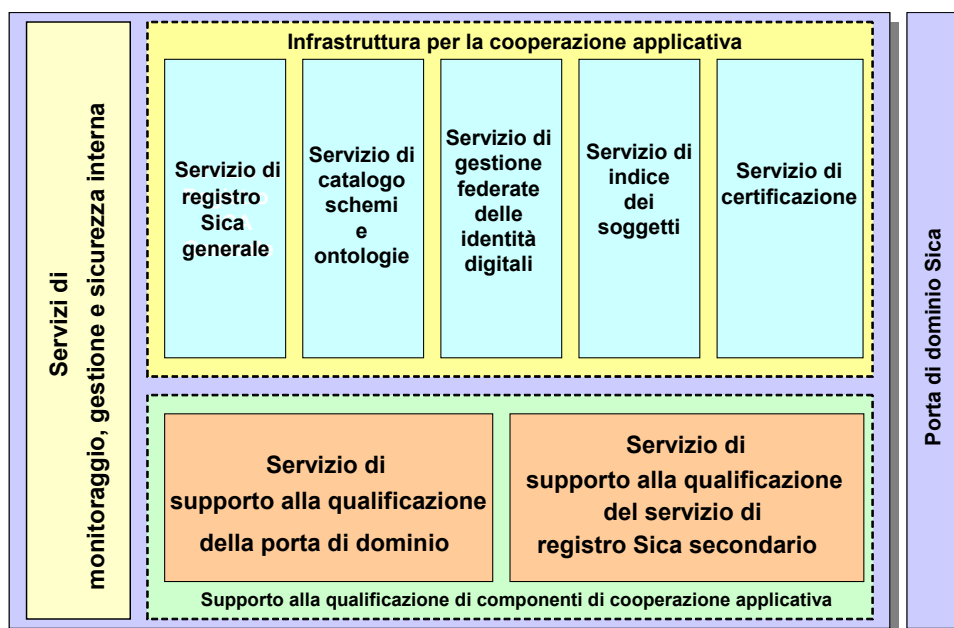 Servizi di
monitoraggio, gestione e sicurezza interna
Infrastruttura per la cooperazione applicativa
Servizio di
registro
Sica
generale
Servizio di
catalogo
schemi
e
ontologie
Servizio di
gestione
federate
delle
identità
digitali
Servizio di
indice
dei
soggetti
Servizio di
certificazione
Servizio di
supporto alla qualificazione
della porta di dominio
Servizio di
supporto alla qualificazione
del servizio di
registro Sica secondario
Supporto alla qualificazione di componenti di cooperazione applicativa
Porta di dominio Sica